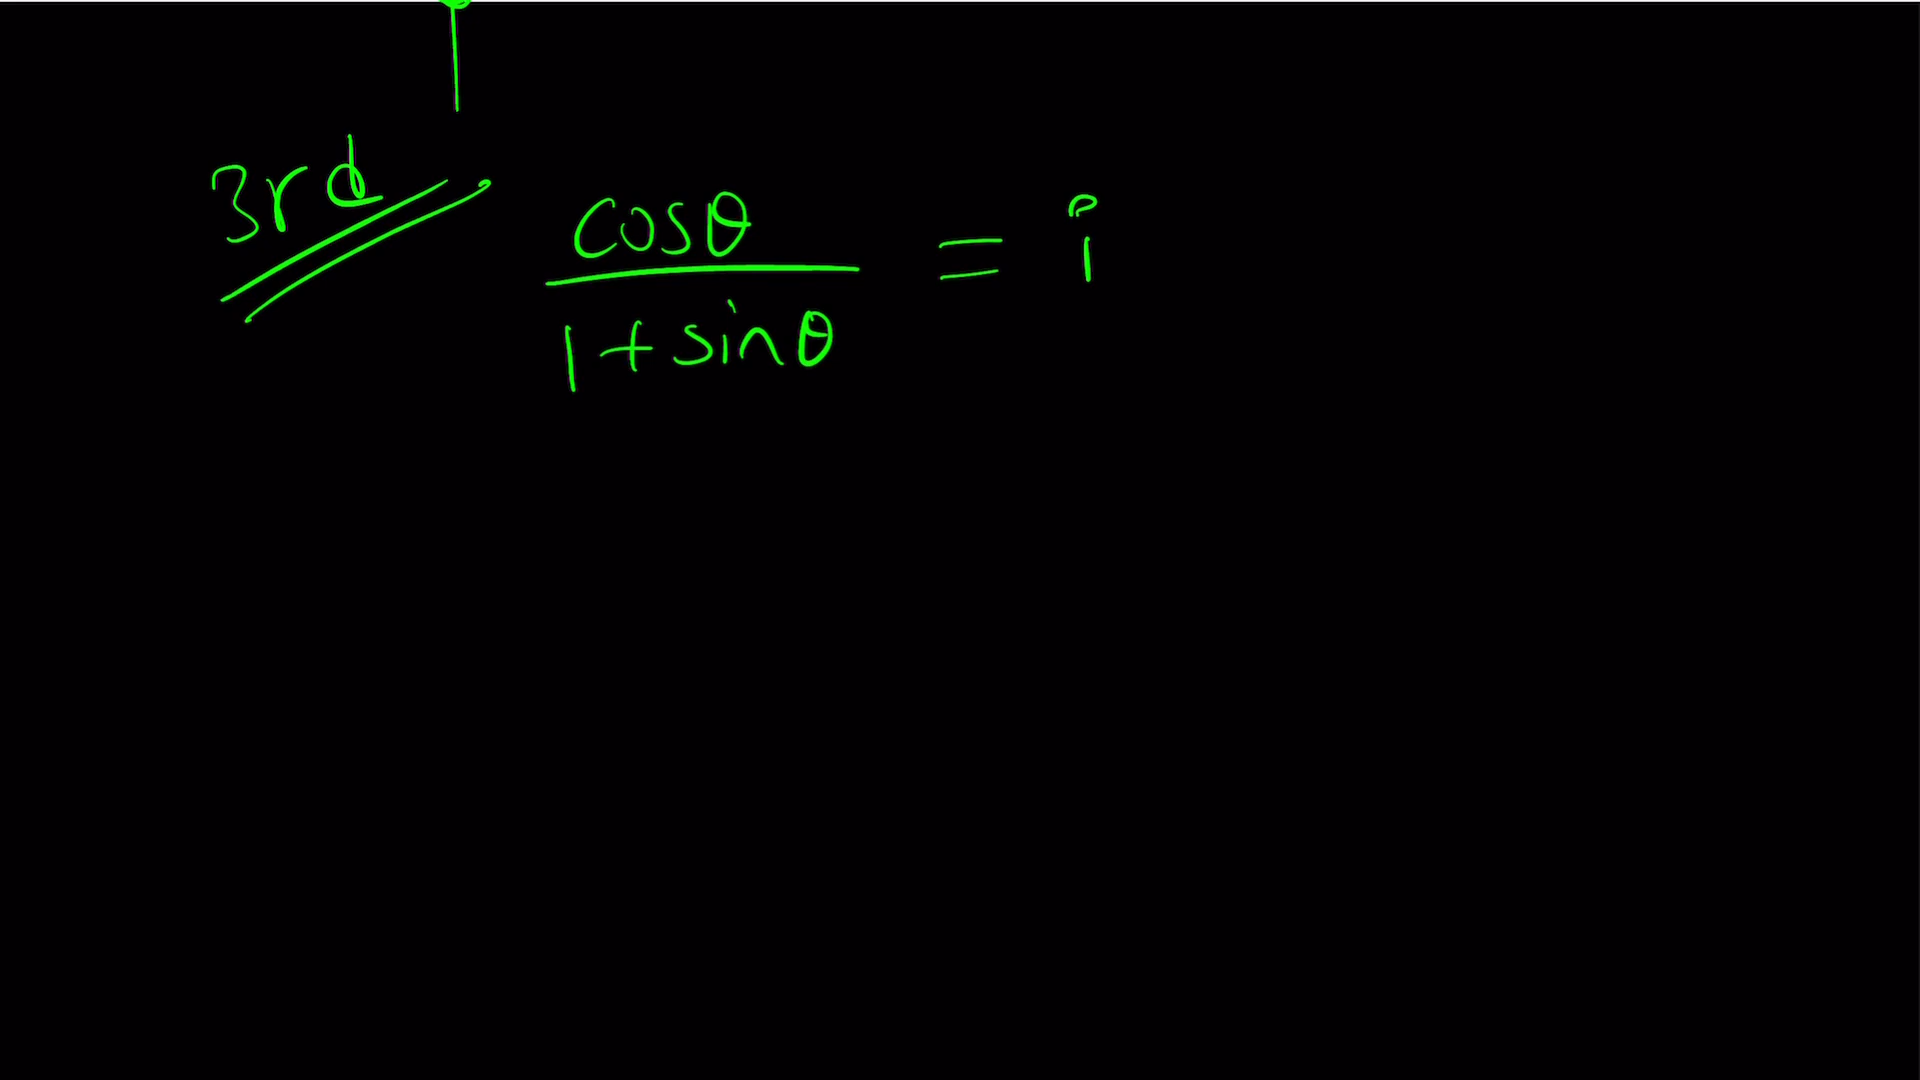 3rd
cosθ
= i
1+sinθ